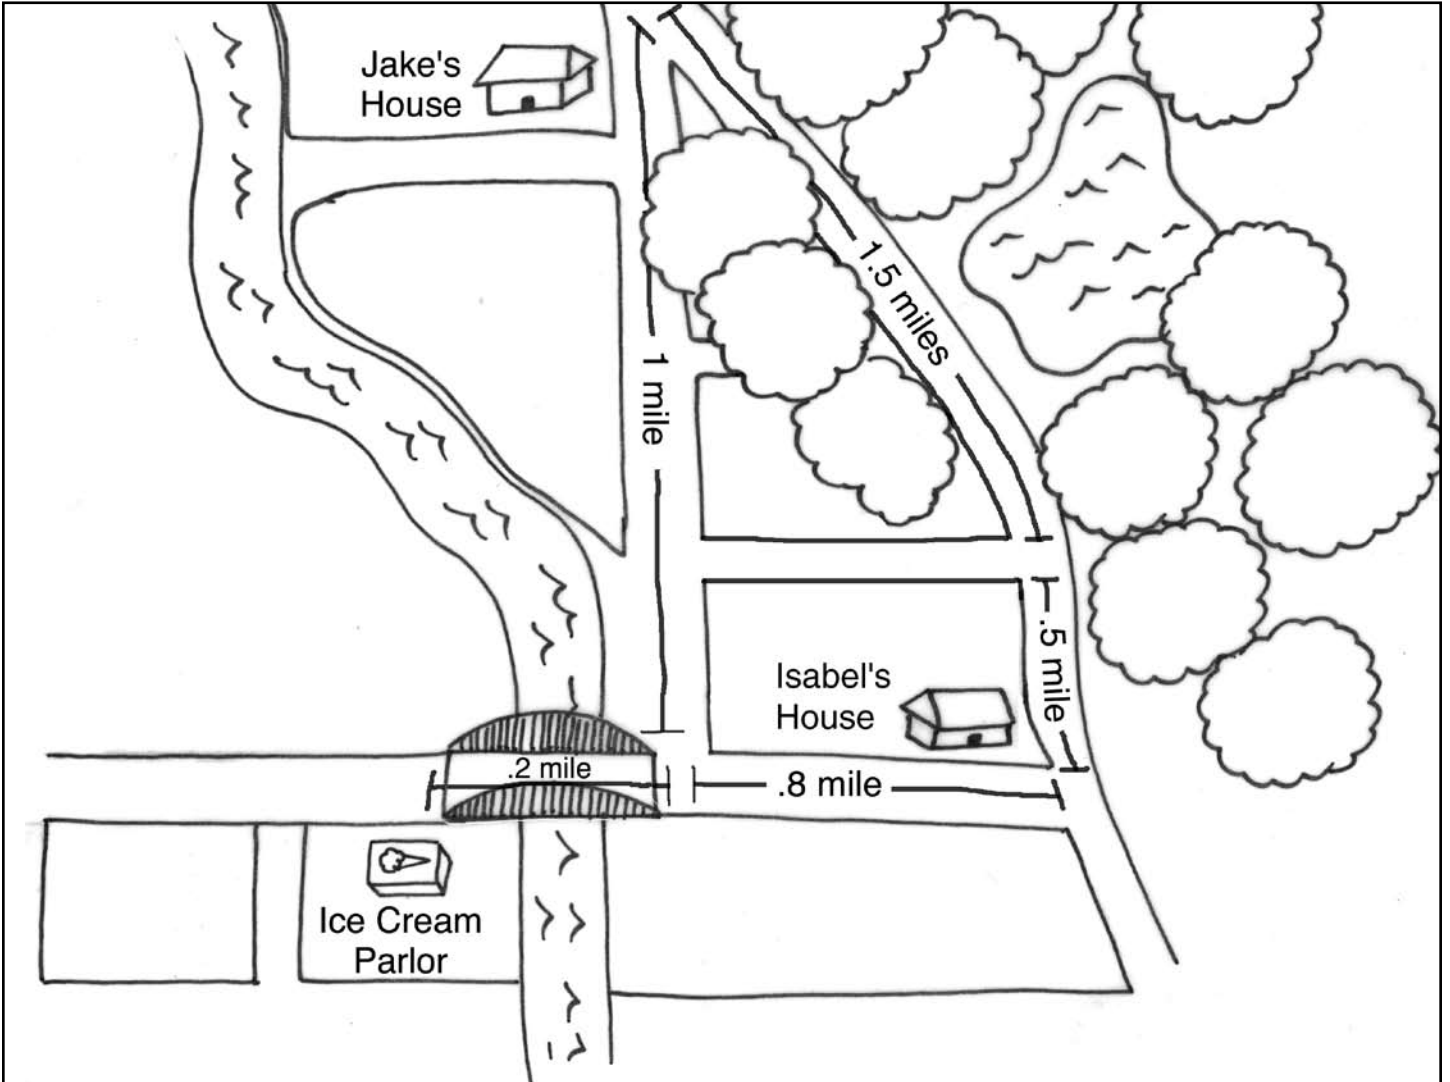 Jake's
House
1.5 miles
1 mile
.5 mile
Isabel's
House
.2 mile
.8 mile
Ice Cream
Parlor